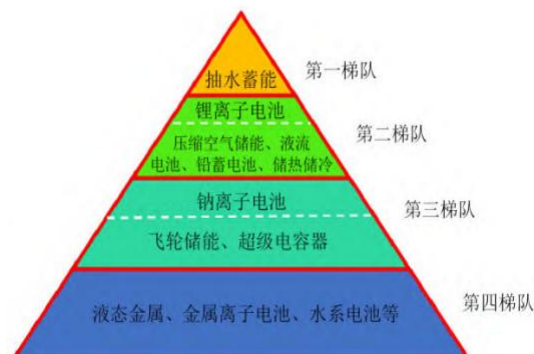 抽水蓄能
第一梯队
锂离子电池
压缩空气储能、液流
电池、铅蓄电池、储热储冷
第二梯队
钠离子电池
飞轮储能、超级电容器
第三梯队
液态金属、金属离子电池、水系电池等
第四梯队